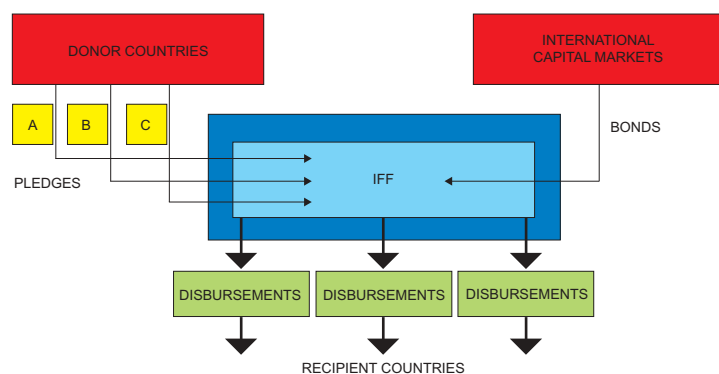 DONOR COUNTRIES
INTERNATIONAL
CAPITAL MARKETS
A
B
C
BONDS
PLEDGES
IFF
DISBURSEMENTS
DISBURSEMENTS
DISBURSEMENTS
RECIPIENT COUNTRIES